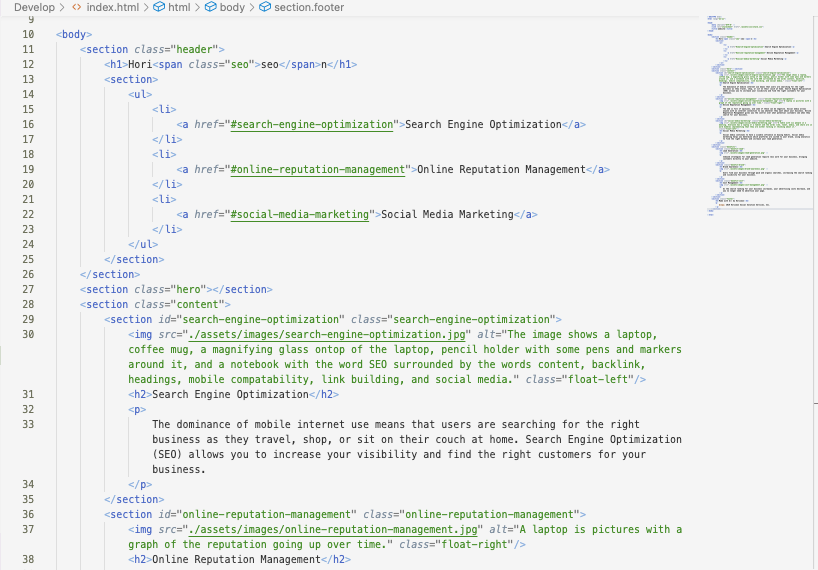 Develop > <> index.html > html > body > section.footer
9
10 <body>
11 <section class="header">
12 <h1>Hori<span class="seo">seo</span>n</h1>
13 <section>
14 <ul>
15 <li>
16 <a href="#search-engine-optimization">Search Engine Optimization</a>
17 </li>
18 <li>
19 <a href="#online-reputation-management">Online Reputation Management</a>
20 </li>
21 <li>
22 <a href="#social-media-marketing">Social Media Marketing</a>
23 </li>
24 </ul>
25 </section>
26 </section>
27 <section class="hero"></section>
28 <section class="content">
29 <section id="search-engine-optimization" class="search-engine-optimization">
30 <img src="./assets/images/search-engine-optimization.jpg" alt="The image shows a laptop,
coffee mug, a magnifying glass ontop of the laptop, pencil holder with some pens and markers
around it, and a notebook with the word SEO surrounded by the words content, backlink,
headings, mobile compatability, link building, and social media." class="float-left"/>
31 <h2>Search Engine Optimization</h2>
32 <p>
33 The dominance of mobile internet use means that users are searching for the right
business as they travel, shop, or sit on their couch at home. Search Engine Optimization
(SEO) allows you to increase your visibility and find the right customers for your
business.
34 </p>
35 </section>
36 <section id="online-reputation-management" class="online-reputation-management">
37 <img src="./assets/images/online-reputation-management.jpg" alt="A laptop is pictures with a
graph of the reputation going up over time." class="float-right"/>
38 <h2>Online Reputation Management</h2>